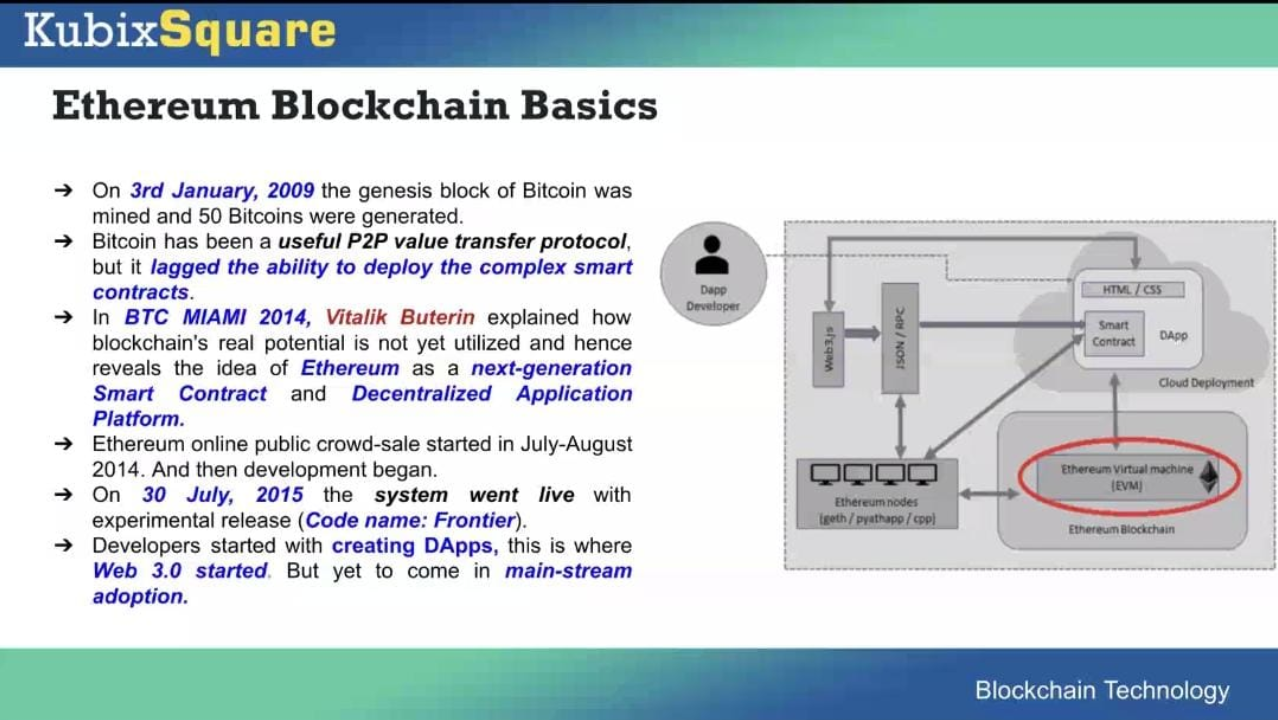 KubixSquare
Ethereum Blockchain Basics
➔ On 3rd January, 2009 the genesis block of Bitcoin was
mined and 50 Bitcoins were generated.
➔ Bitcoin has been a useful P2P value transfer protocol,
but it lagged the ability to deploy the complex smart
contracts.
➔ In BTC MIAMI 2014, Vitalik Buterin explained how
blockchain's real potential is not yet utilized and hence
reveals the idea of Ethereum as a next-generation
Smart Contract and Decentralized Application
Platform.
➔ Ethereum online public crowd-sale started in July-August
2014. And then development began.
➔ On 30 July, 2015 the system went live with
experimental release (Code name: Frontier).
➔ Developers started with creating DApps, this is where
Web 3.0 started. But yet to come in main-stream
adoption.
Dapp
Developer
Web3.js
JSON / RPC
HTML / CSS
Smart
Contract
DApp
Cloud Deployment
Ethereum nodes
(geth / pyathapp / cpp)
Ethereum Virtual machine
(EVM)
Ethereum Blockchain
Blockchain Technology